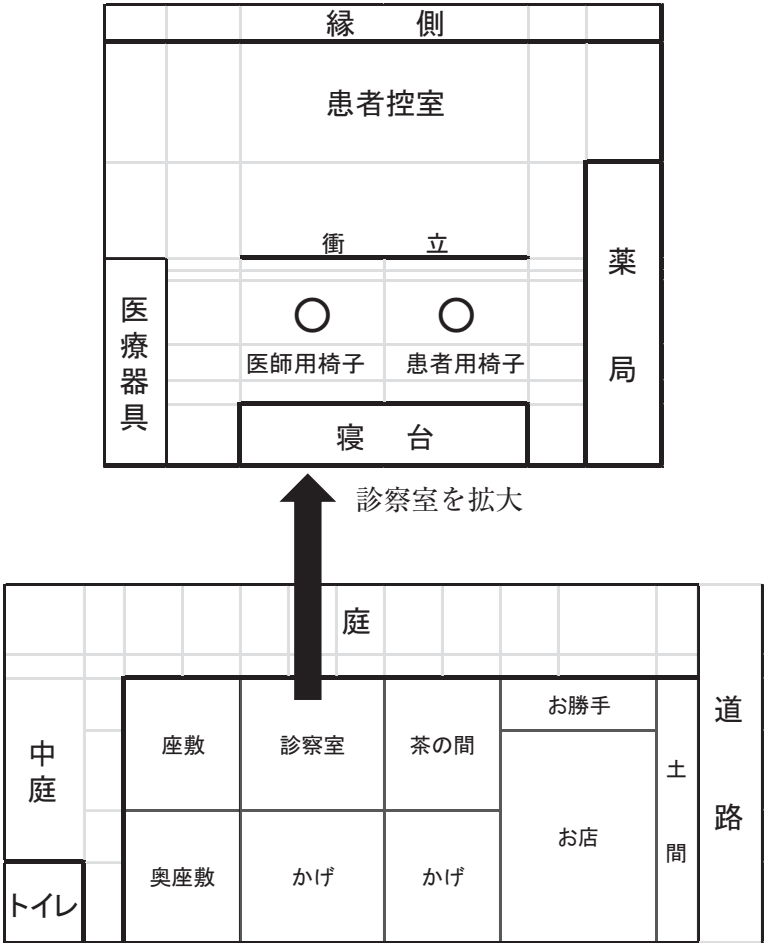 縁側
患者控室
衝立
薬局
医療器具
医師用椅子
患者用椅子
寝台
診察室を拡大
庭
道路
中庭
座敷
診察室
茶の間
お勝手
土間
お店
奥座敷
かげ
かげ
トイレ